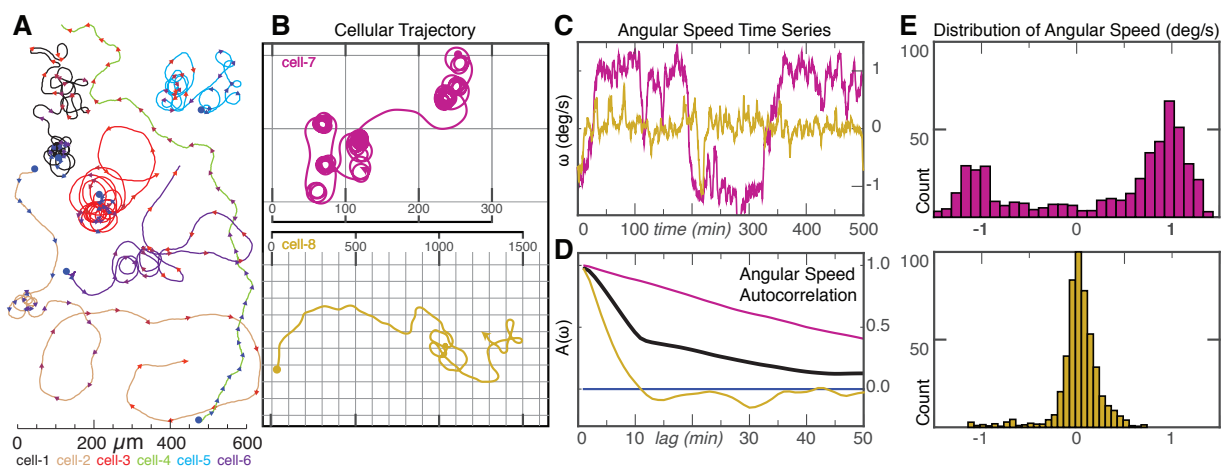 A
0 200 μm 400 600
cell-1 cell-2 cell-3 cell-4 cell-5 cell-6
B
Cellular Trajectory
cell-7
0 100 200 300
0 500 1000 1500
cell-8
C
Angular Speed Time Series
ω (deg/s)
1
0
-1
0 100 time (min) 300 400 500
D
Angular Speed
Autocorrelation
A(ω)
1.0
0.5
0.0
0 10 lag (min) 30 40 50
E
Distribution of Angular Speed (deg/s)
100
50
Count
-1 0 1
100
50
Count
-1 0 1